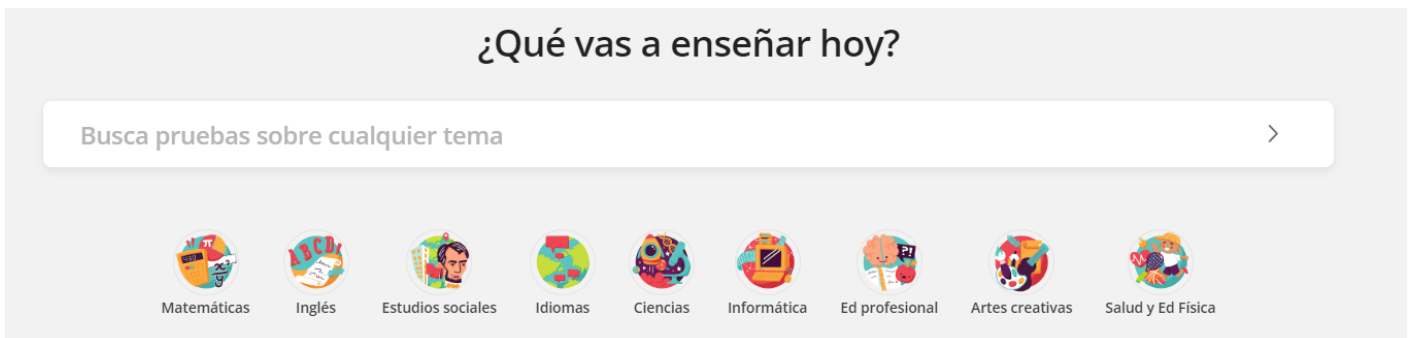 ¿Qué vas a enseñar hoy?
Busca pruebas sobre cualquier tema
Matemáticas
Inglés
Estudios sociales
Idiomas
Ciencias
Informática
Ed profesional
Artes creativas
Salud y Ed Física